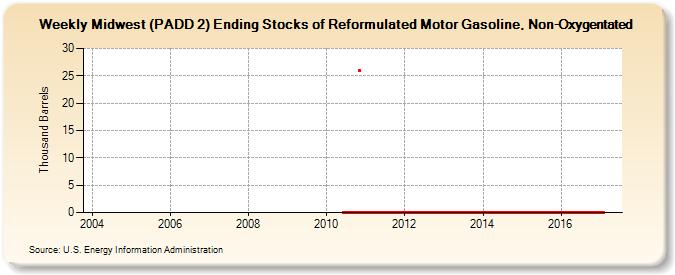 Weekly Midwest (PADD 2) Ending Stocks of Reformulated Motor Gasoline, Non-Oxygentated
Thousand Barrels
30
25
20
15
10
5
0
2004 2006 2008 2010 2012 2014 2016
Source: U.S. Energy Information Administration